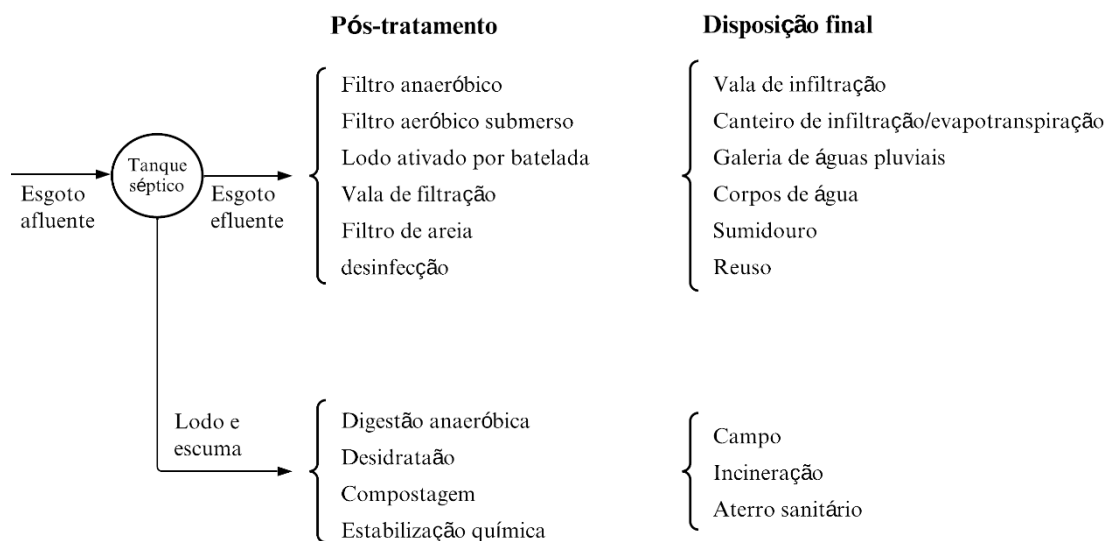 Pós-tratamento
Disposição final
Esgoto
afluente
Tanque
séptico
Esgoto
efluente
Filtro anaeróbico
Filtro aeróbico submerso
Lodo ativado por batelada
Vala de filtração
Filtro de areia
desinfecção
Vala de infiltração
Canteiro de infiltração/evapotranspiração
Galeria de águas pluviais
Corpos de água
Sumidouro
Reuso
Lodo e
escuma
Digestão anaeróbica
Desidrataão
Compostagem
Estabilização química
Campo
Incineração
Aterro sanitário